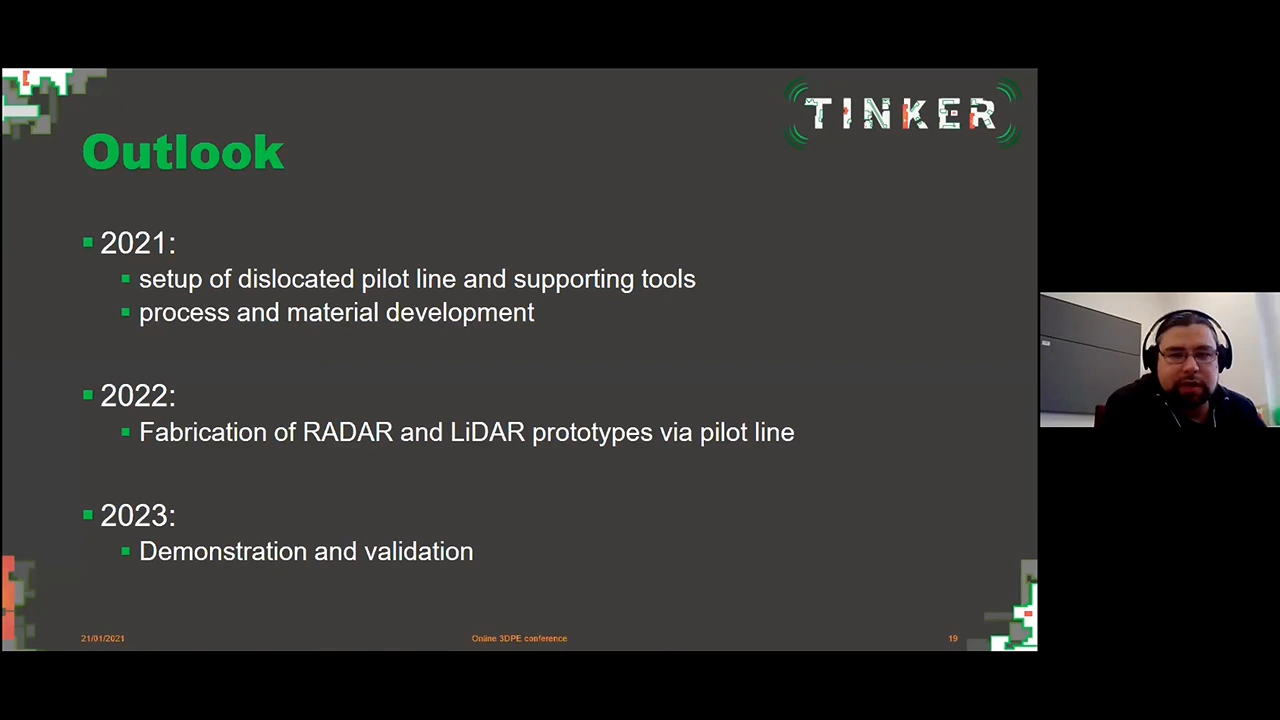 TINKER
Outlook
2021:
setup of dislocated pilot line and supporting tools
process and material development
2022:
Fabrication of RADAR and LiDAR prototypes via pilot line
2023:
Demonstration and validation
21/01/2021
Online 3DPE conference
19